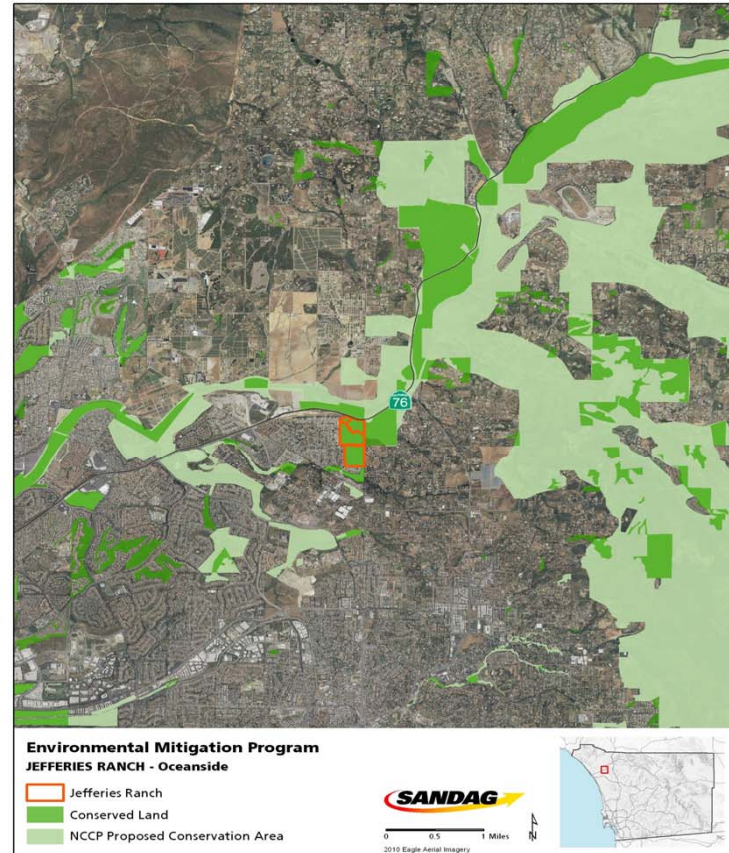 76
Environmental Mitigation Program
JEFFERIES RANCH - Oceanside
Jefferies Ranch
Conserved Land
NCCP Proposed Conservation Area
SANDAG
0 0.5 1 Miles
2010 Eagle Aerial Imagery
N